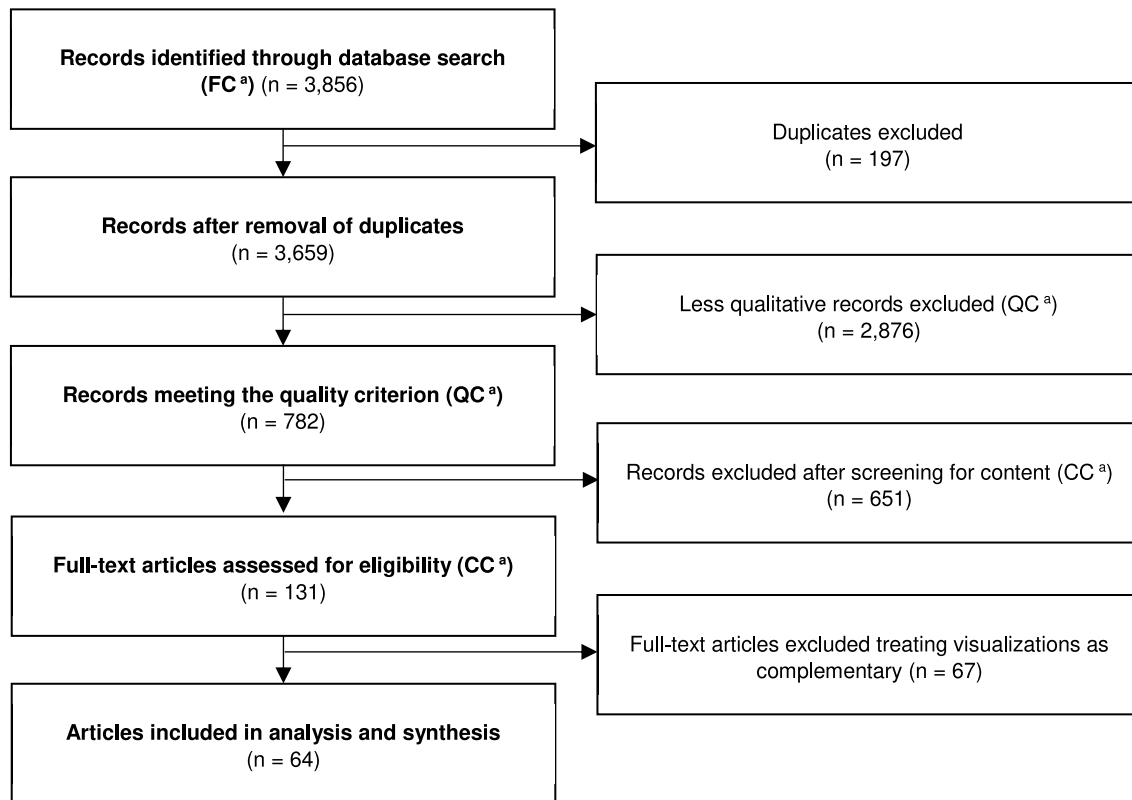 Records identified through database search
(FC ᵃ) (n = 3,856)
Duplicates excluded
(n = 197)
Records after removal of duplicates
(n = 3,659)
Less qualitative records excluded (QC ᵃ)
(n = 2,876)
Records meeting the quality criterion (QC ᵃ)
(n = 782)
Records excluded after screening for content (CC ᵃ)
(n = 651)
Full-text articles assessed for eligibility (CC ᵃ)
(n = 131)
Full-text articles excluded treating visualizations as
complementary (n = 67)
Articles included in analysis and synthesis
(n = 64)